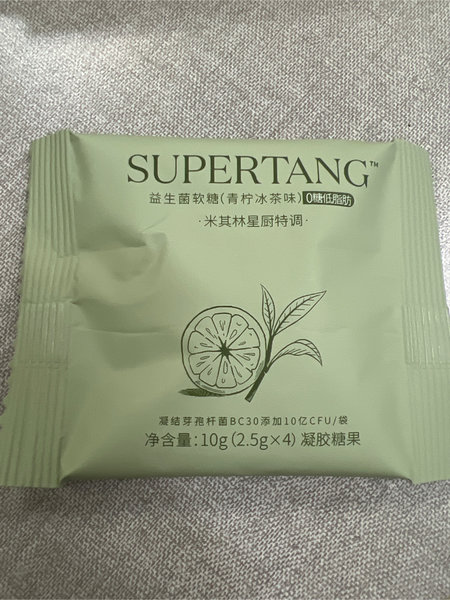 SUPERTANG™
益生菌软糖(青柠冰茶味) 0糖低脂肪
·米其林星厨特调·
凝结芽孢杆菌BC30添加10亿CFU/袋
净含量:10g(2.5g×4) 凝胶糖果